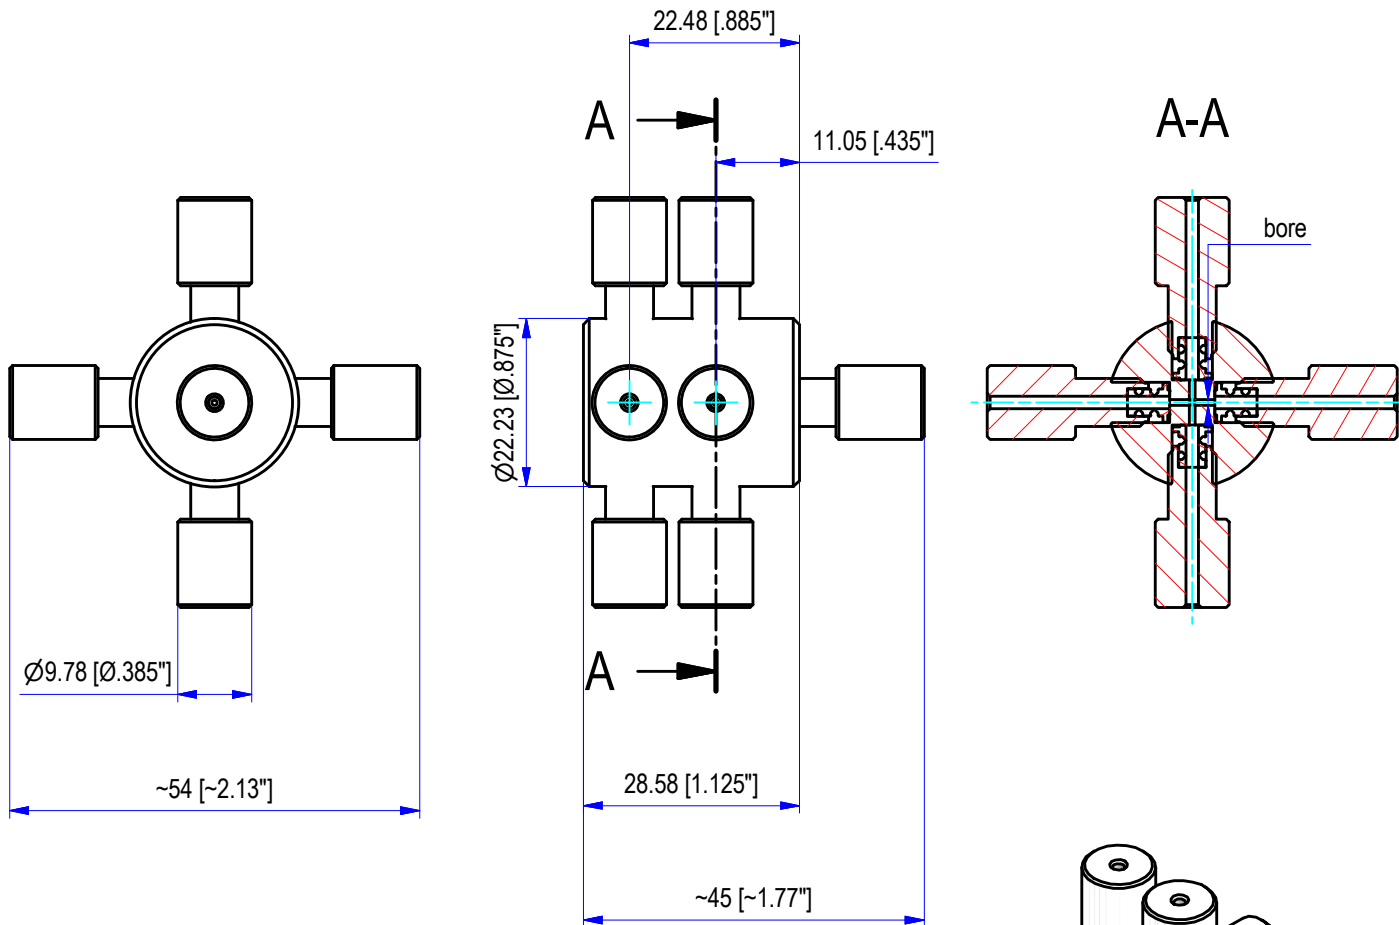 22.48 [.885"]
A
A-A
11.05 [.435"]
bore
Ø22.23 [Ø.875"]
A
Ø9.78 [Ø.385"]
~54 [~2.13"]
28.58 [1.125"]
~45 [~1.77"]